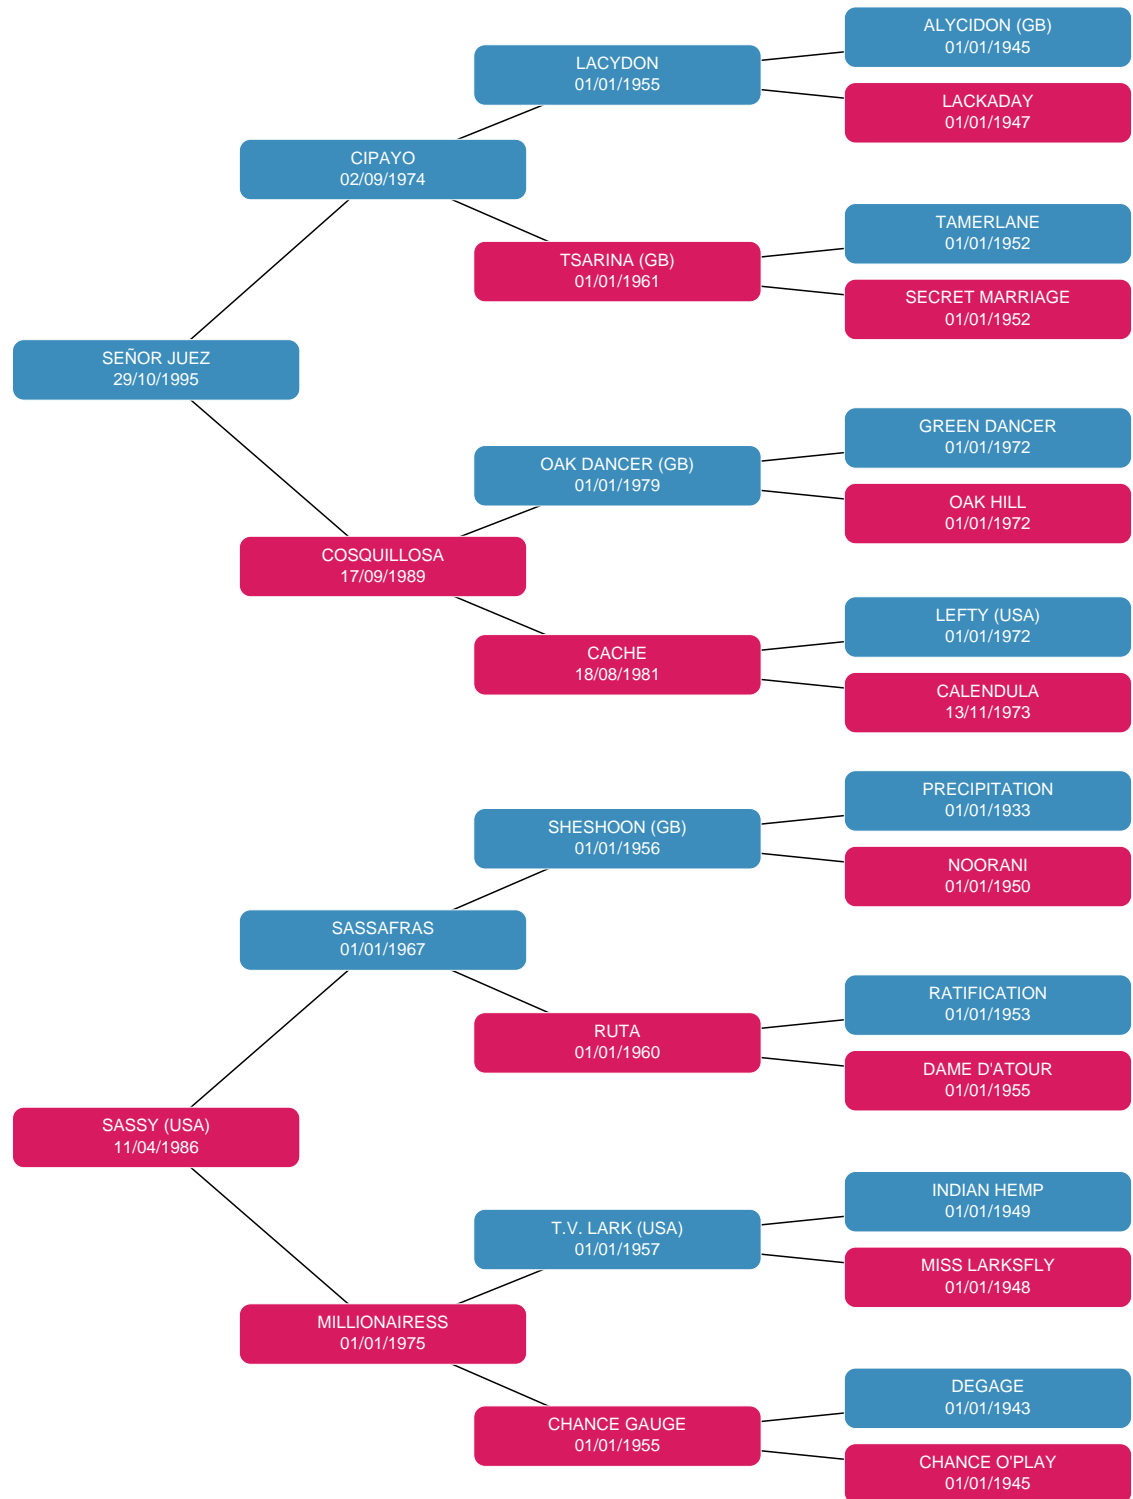 ALYCIDON (GB)
01/01/1945
LACYDON
01/01/1955
LACKADAY
01/01/1947
CIPAYO
02/09/1974
TAMERLANE
01/01/1952
TSARINA (GB)
01/01/1961
SECRET MARRIAGE
01/01/1952
SEÑOR JUEZ
29/10/1995
GREEN DANCER
01/01/1972
OAK DANCER (GB)
01/01/1979
OAK HILL
01/01/1972
COSQUILLOSA
17/09/1989
LEFTY (USA)
01/01/1972
CACHE
18/08/1981
CALENDULA
13/11/1973
PRECIPITATION
01/01/1933
SHESHOON (GB)
01/01/1956
NOORANI
01/01/1950
SASSAFRAS
01/01/1967
RATIFICATION
01/01/1953
RUTA
01/01/1960
DAME D'ATOUR
01/01/1955
SASSY (USA)
11/04/1986
INDIAN HEMP
01/01/1949
T.V. LARK (USA)
01/01/1957
MISS LARKSFLY
01/01/1948
MILLIONAIRESS
01/01/1975
DEGAGE
01/01/1943
CHANCE GAUGE
01/01/1955
CHANCE O'PLAY
01/01/1945